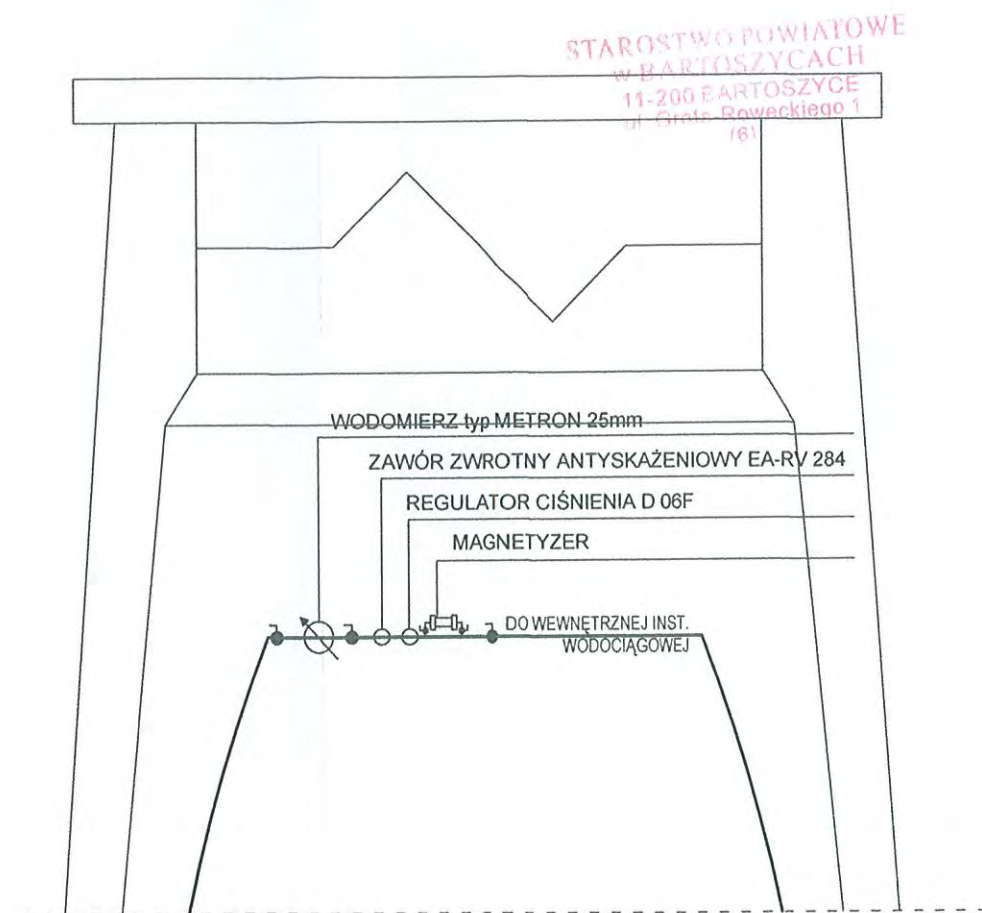 STAROSTWO POWIATOWE
w BARTOSZYCACH
11-200 BARTOSZYCE
ul. Grota-Roweckiego 1
(6)
WODOMIERZ typ METRON 25mm
ZAWÓR ZWROTNY ANTYSKAŻENIOWY EA-RV 284
REGULATOR CIŚNIENIA D 06F
MAGNETYZER
DO WEWNĘTRZNEJ INST.
WODOCIĄGOWEJ